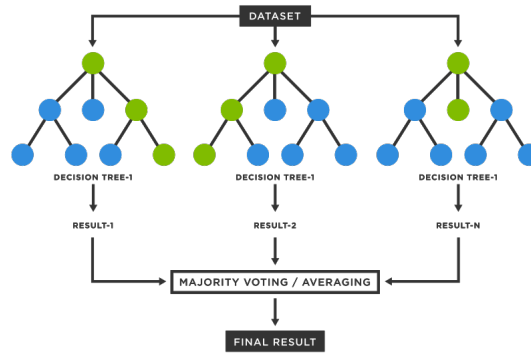 DATASET
DECISION TREE-1
DECISION TREE-1
DECISION TREE-1
RESULT-1
RESULT-2
RESULT-N
MAJORITY VOTING / AVERAGING
FINAL RESULT